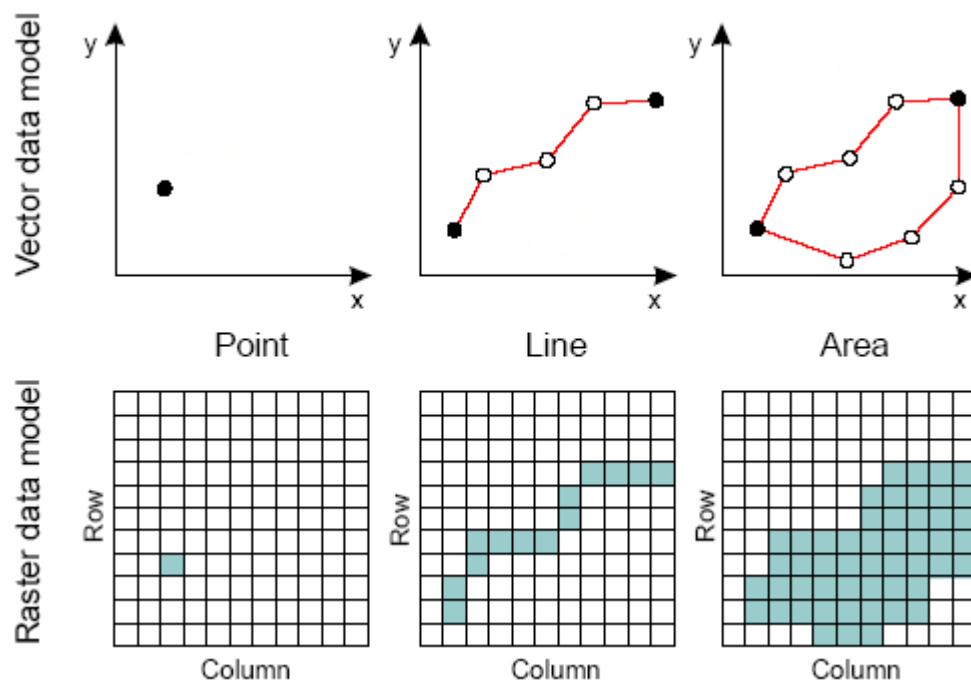 Vector data model
y
x
y
x
y
x
Point
Line
Area
Raster data model
Row
Column
Row
Column
Row
Column